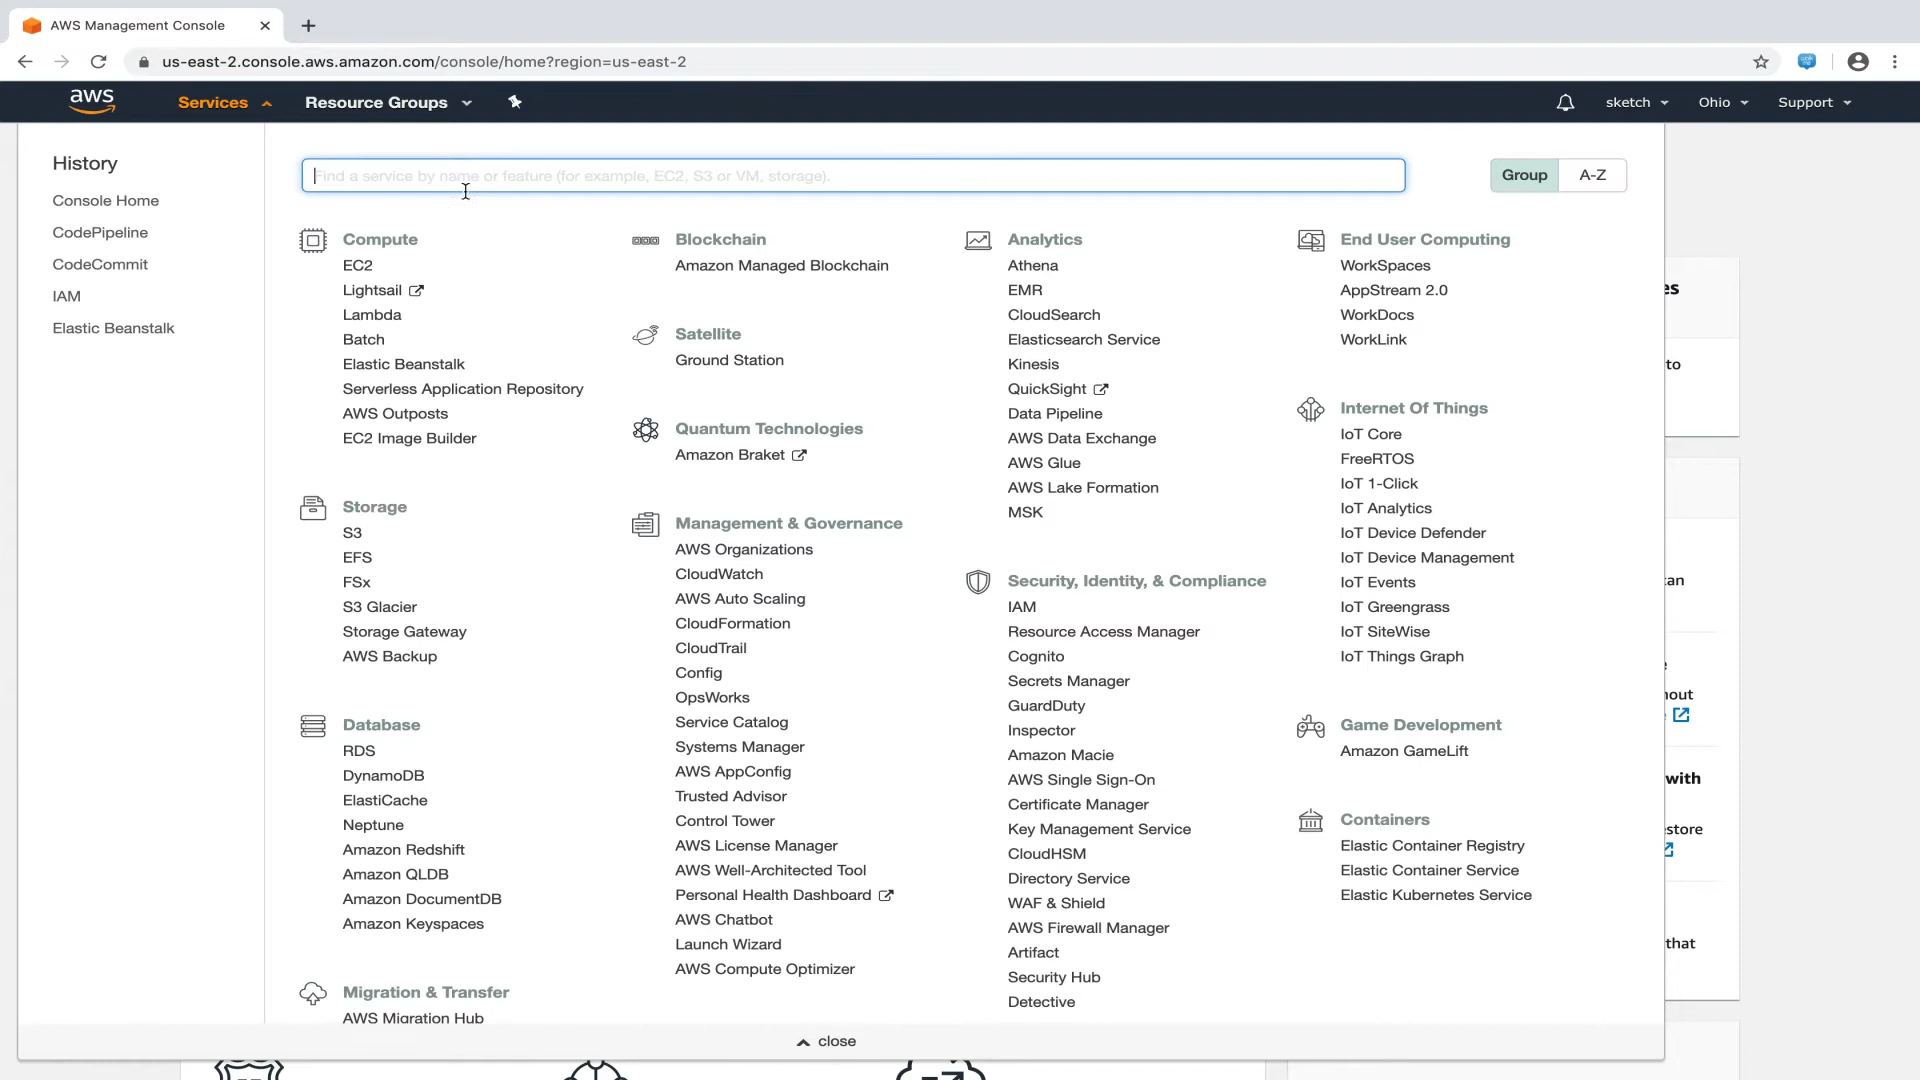 AWS Management Console
us-east-2.console.aws.amazon.com/console/home?region=us-east-2
aws Services Resource Groups sketch Ohio Support
History
Console Home
CodePipeline
CodeCommit
IAM
Elastic Beanstalk
Find a service by name or feature (for example, EC2, S3 or VM, storage).
Group A-Z
Compute
EC2
Lightsail
Lambda
Batch
Elastic Beanstalk
Serverless Application Repository
AWS Outposts
EC2 Image Builder
Storage
S3
EFS
FSx
S3 Glacier
Storage Gateway
AWS Backup
Database
RDS
DynamoDB
ElastiCache
Neptune
Amazon Redshift
Amazon QLDB
Amazon DocumentDB
Amazon Keyspaces
Migration & Transfer
AWS Migration Hub
Blockchain
Amazon Managed Blockchain
Satellite
Ground Station
Quantum Technologies
Amazon Braket
Management & Governance
AWS Organizations
CloudWatch
AWS Auto Scaling
CloudFormation
CloudTrail
Config
OpsWorks
Service Catalog
Systems Manager
AWS AppConfig
Trusted Advisor
Control Tower
AWS License Manager
AWS Well-Architected Tool
Personal Health Dashboard
AWS Chatbot
Launch Wizard
AWS Compute Optimizer
Analytics
Athena
EMR
CloudSearch
Elasticsearch Service
Kinesis
QuickSight
Data Pipeline
AWS Data Exchange
AWS Glue
AWS Lake Formation
MSK
Security, Identity, & Compliance
IAM
Resource Access Manager
Cognito
Secrets Manager
GuardDuty
Inspector
Amazon Macie
AWS Single Sign-On
Certificate Manager
Key Management Service
CloudHSM
Directory Service
WAF & Shield
AWS Firewall Manager
Artifact
Security Hub
Detective
End User Computing
WorkSpaces
AppStream 2.0
WorkDocs
WorkLink
Internet Of Things
IoT Core
FreeRTOS
IoT 1-Click
IoT Analytics
IoT Device Defender
IoT Device Management
IoT Events
IoT Greengrass
IoT SiteWise
IoT Things Graph
Game Development
Amazon GameLift
Containers
Elastic Container Registry
Elastic Container Service
Elastic Kubernetes Service
es
to
an
out
with
store
that
close